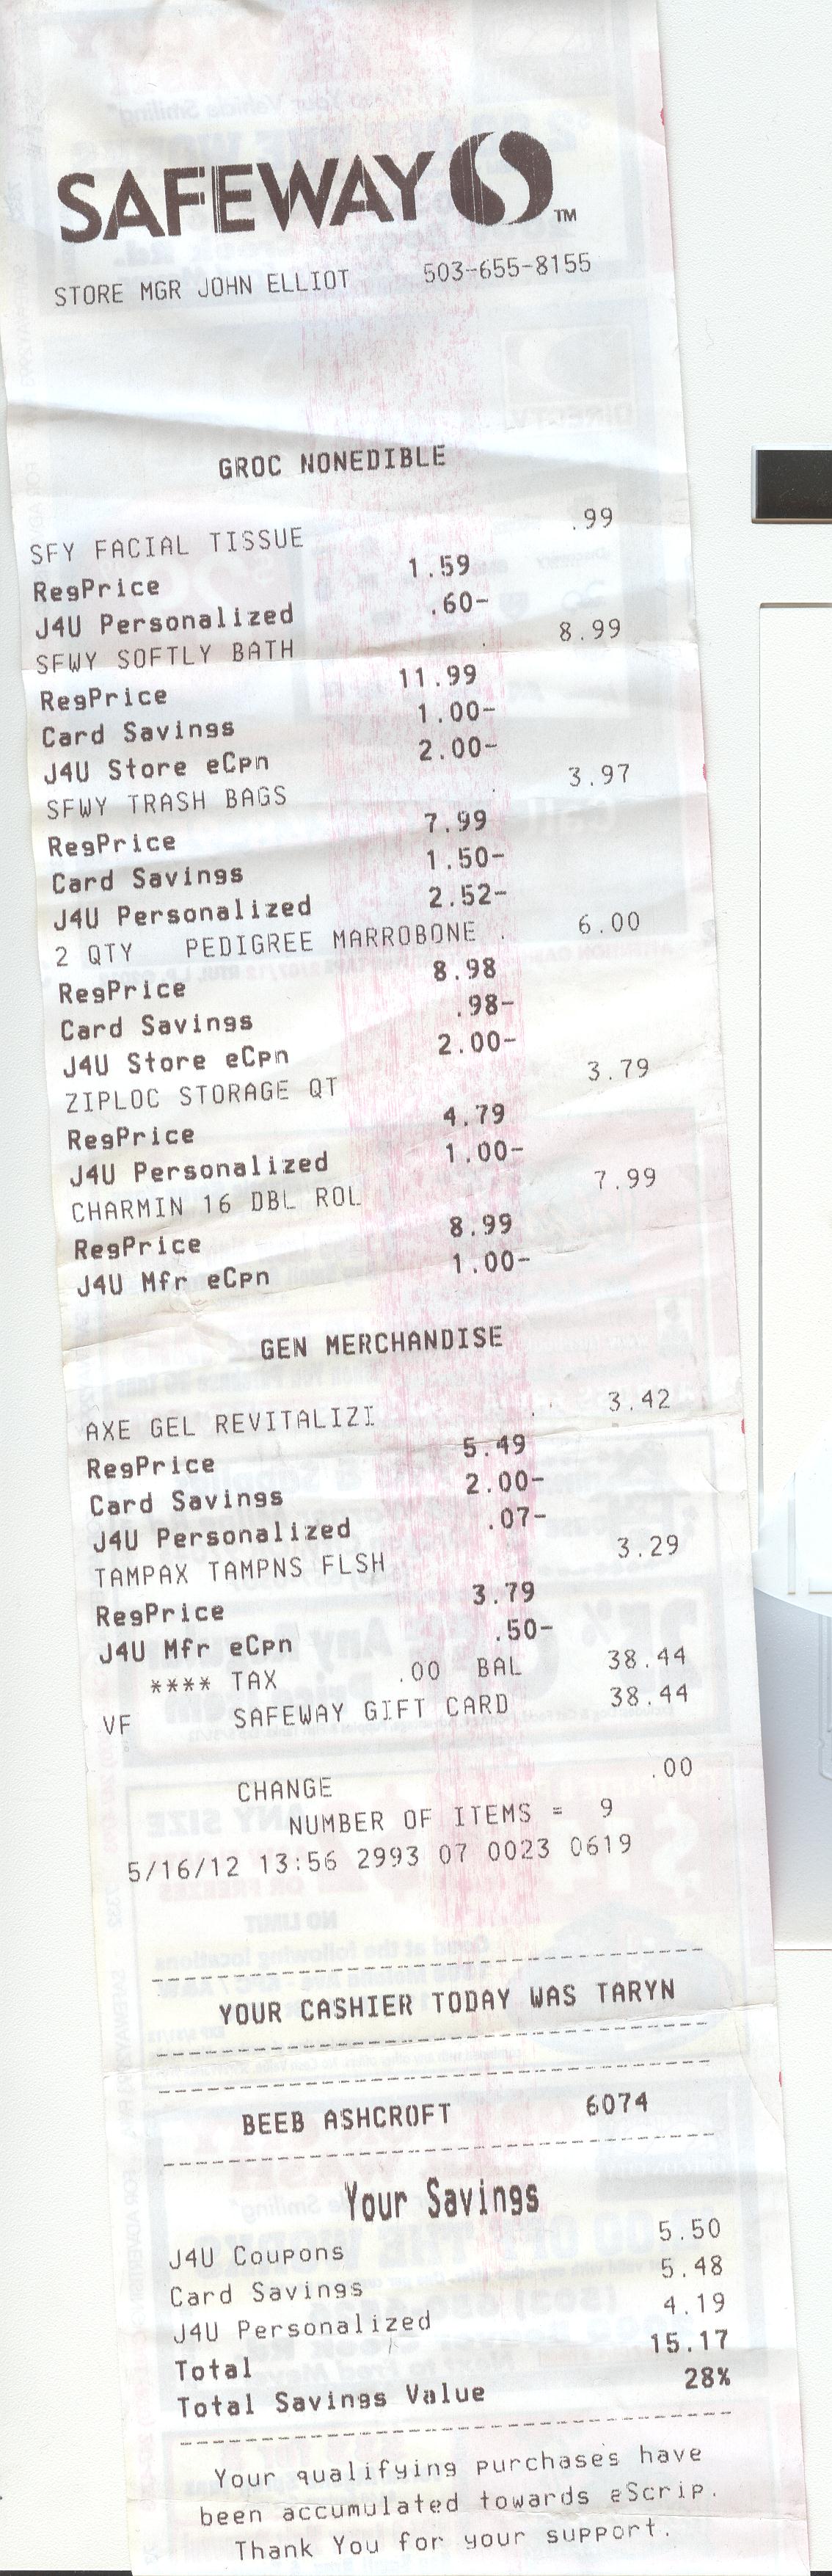 SAFEWAY TM
STORE MGR JOHN ELLIOT 503-655-8155
GROC NONEDIBLE
SFY FACIAL TISSUE .99
RegPrice 1.59
J4U Personalized .60-
SFWY SOFTLY BATH 8.99
RegPrice 11.99
Card Savings 1.00-
J4U Store eCpn 2.00-
SFWY TRASH BAGS 3.97
RegPrice 7.99
Card Savings 1.50-
J4U Personalized 2.52-
2 QTY PEDIGREE MARROBONE 6.00
RegPrice 8.98
Card Savings .98-
J4U Store eCpn 2.00-
ZIPLOC STORAGE QT 3.79
RegPrice 4.79
J4U Personalized 1.00-
CHARMIN 16 DBL ROL 7.99
RegPrice 8.99
J4U Mfr eCpn 1.00-
GEN MERCHANDISE
AXE GEL REVITALIZI 3.42
RegPrice 5.49
Card Savings 2.00-
J4U Personalized .07-
TAMPAX TAMPNS FLSH 3.29
RegPrice 3.79
J4U Mfr eCpn .50-
**** TAX .00 BAL 38.44
VF SAFEWAY GIFT CARD 38.44
CHANGE .00
NUMBER OF ITEMS = 9
5/16/12 13:56 2993 07 0023 0619
YOUR CASHIER TODAY WAS TARYN
BEEB ASHCROFT 6074
Your Savings
J4U Coupons 5.50
Card Savings 5.48
J4U Personalized 4.19
Total 15.17
Total Savings Value 28%
Your qualifying purchases have
been accumulated towards eScrip.
Thank You for your support.